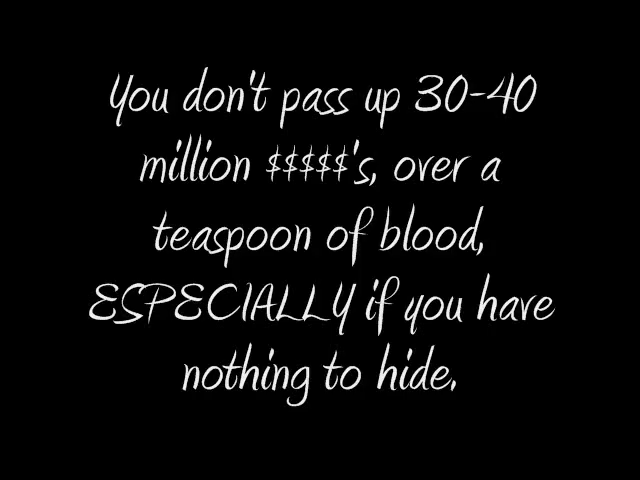 You don't pass up 30-40
million $$$$$'s, over a
teaspoon of blood,
ESPECIALLY if you have
nothing to hide.